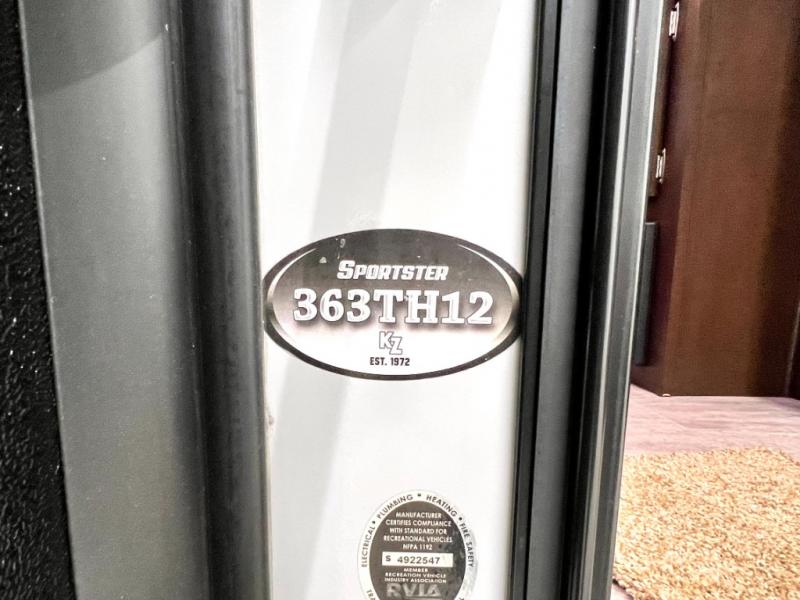 SPORTSTER
363TH12
KZ
EST. 1972
ELECTRICAL • PLUMBING • HEATING • FIRE SAFETY
MANUFACTURER
CERTIFIES COMPLIANCE
WITH STANDARD FOR
RECREATIONAL VEHICLES
NFPA 1192
S 4922547
MEMBER
RECREATION VEHICLE
INDUSTRY ASSOCIATION
RVIA